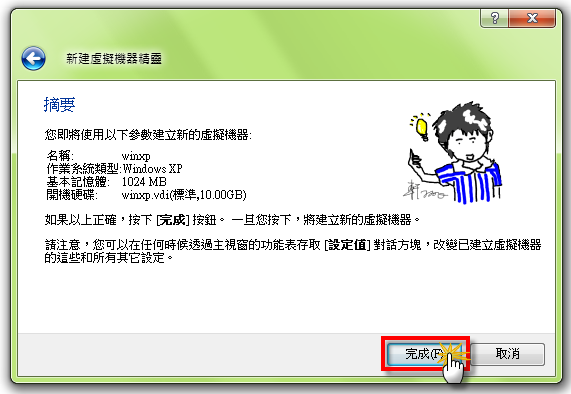 ?
x
新建虛擬機器精靈
摘要
您即將使用以下參數建立新的虛擬機器:
名稱: winxp
作業系統類型:Windows XP
基本記憶體: 1024 MB
開機硬碟: winxp.vdi(標準,10.00GB)
如果以上正確，按下 [完成] 按鈕。 一旦您按下，將建立新的虛擬機器。
請注意，您可以在任何時候透過主視窗的功能表存取 [設定值] 對話方塊，改變已建立虛擬機器
的這些和所有其它設定。
完成(F) 取消